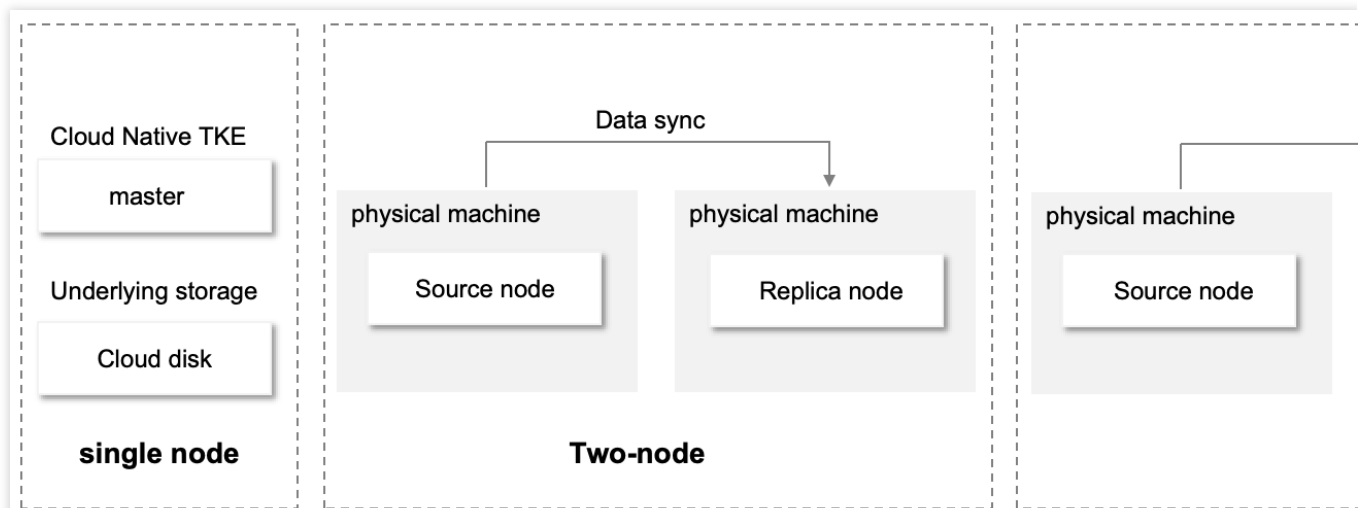 Cloud Native TKE
master
Underlying storage
Cloud disk
single node
Data sync
physical machine
Source node
physical machine
Replica node
Two-node
physical machine
Source node